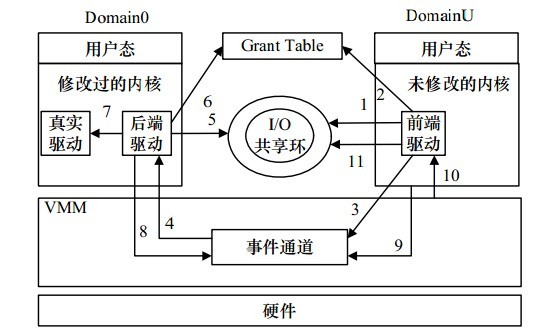 Domain0
DomainU
用户态
Grant Table
用户态
修改过的内核
未修改的内核
真实
驱动
7
后端
驱动
6
5
I/O
共享环
1
2
11
前端
驱动
10
VMM
8
4
3
9
事件通道
硬件